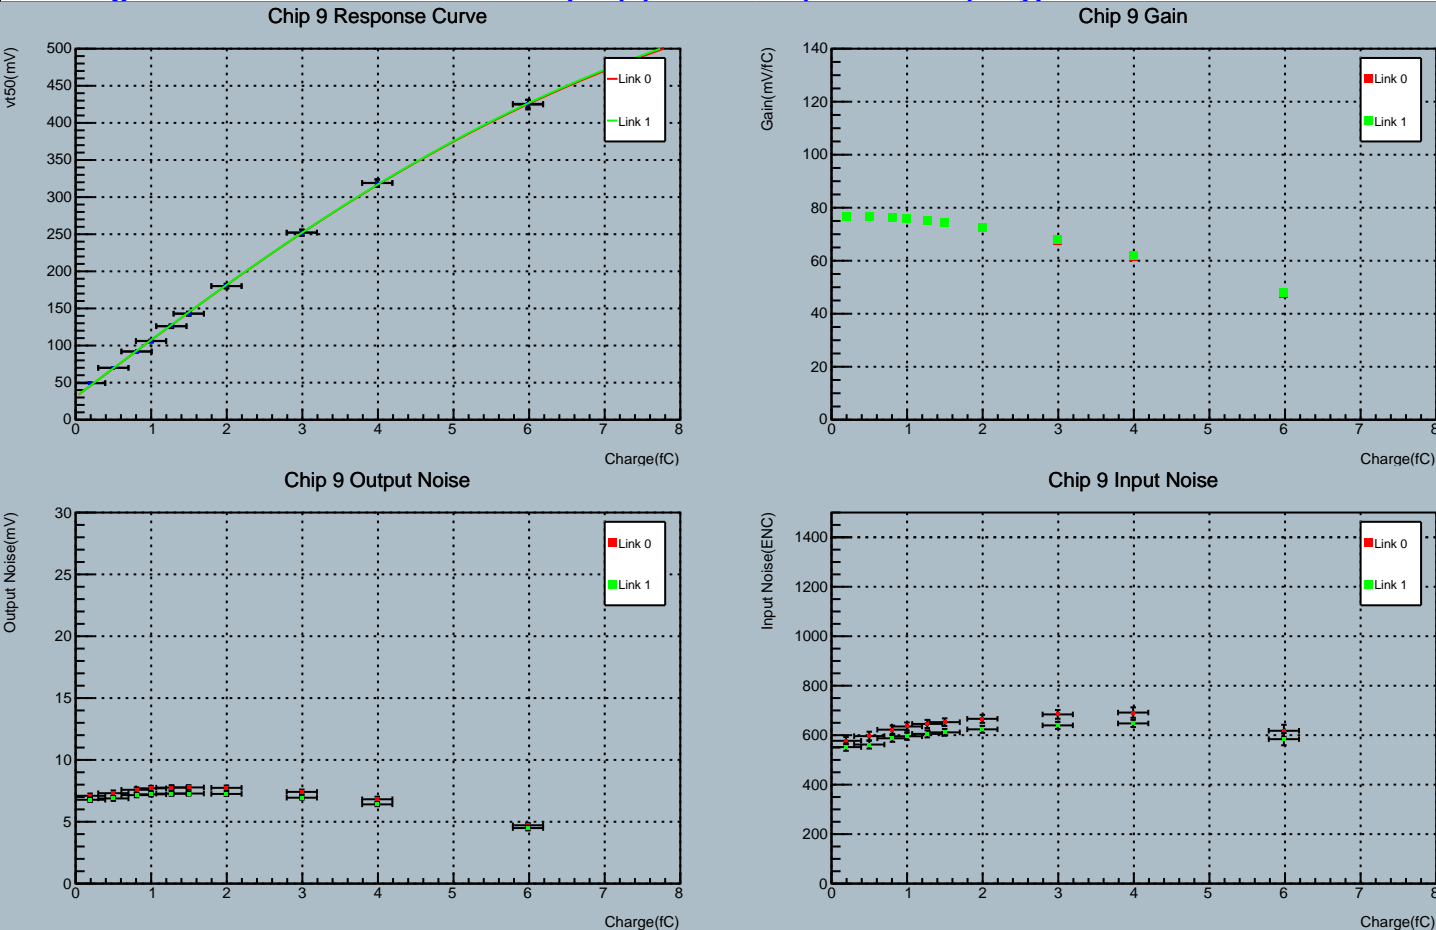 Chip 9 Response Curve
vt50(mV)
500
450
400
350
300
250
200
150
100
50
0
0 1 2 3 4 5 6 7 8
Charge(fC)
Link 0
Link 1
Chip 9 Gain
Gain(mV/fC)
140
120
100
80
60
40
20
0
0 1 2 3 4 5 6 7 8
Charge(fC)
Link 0
Link 1
Chip 9 Output Noise
Output Noise(mV)
30
25
20
15
10
5
0
0 1 2 3 4 5 6 7 8
Charge(fC)
Link 0
Link 1
Chip 9 Input Noise
Input Noise(ENC)
1400
1200
1000
800
600
400
200
0
0 1 2 3 4 5 6 7 8
Charge(fC)
Link 0
Link 1